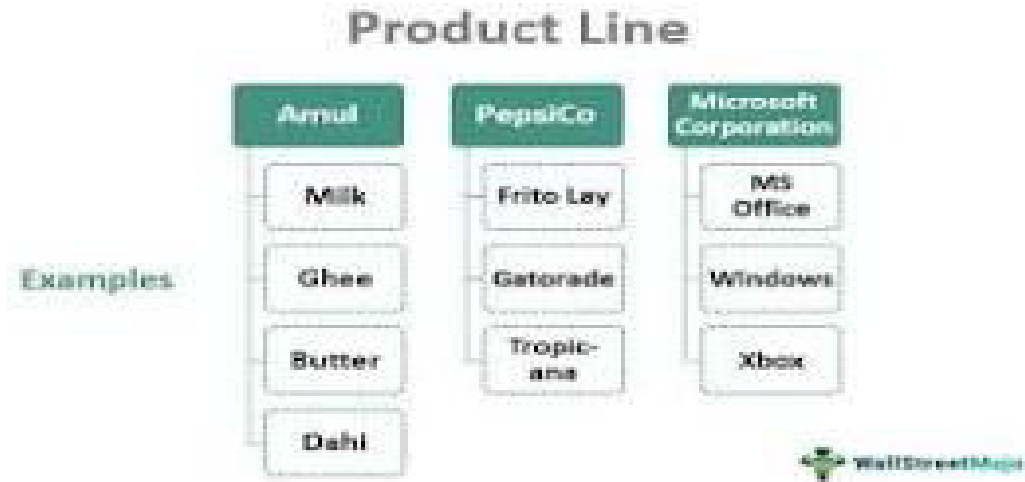 Product Line
Amul
PepsiCo
Microsoft
Corporation
Examples
Milk
Ghee
Butter
Dahi
Frito Lay
Gatorade
Tropic-
ana
MS
Office
Windows
Xbox
WallStreetMojo